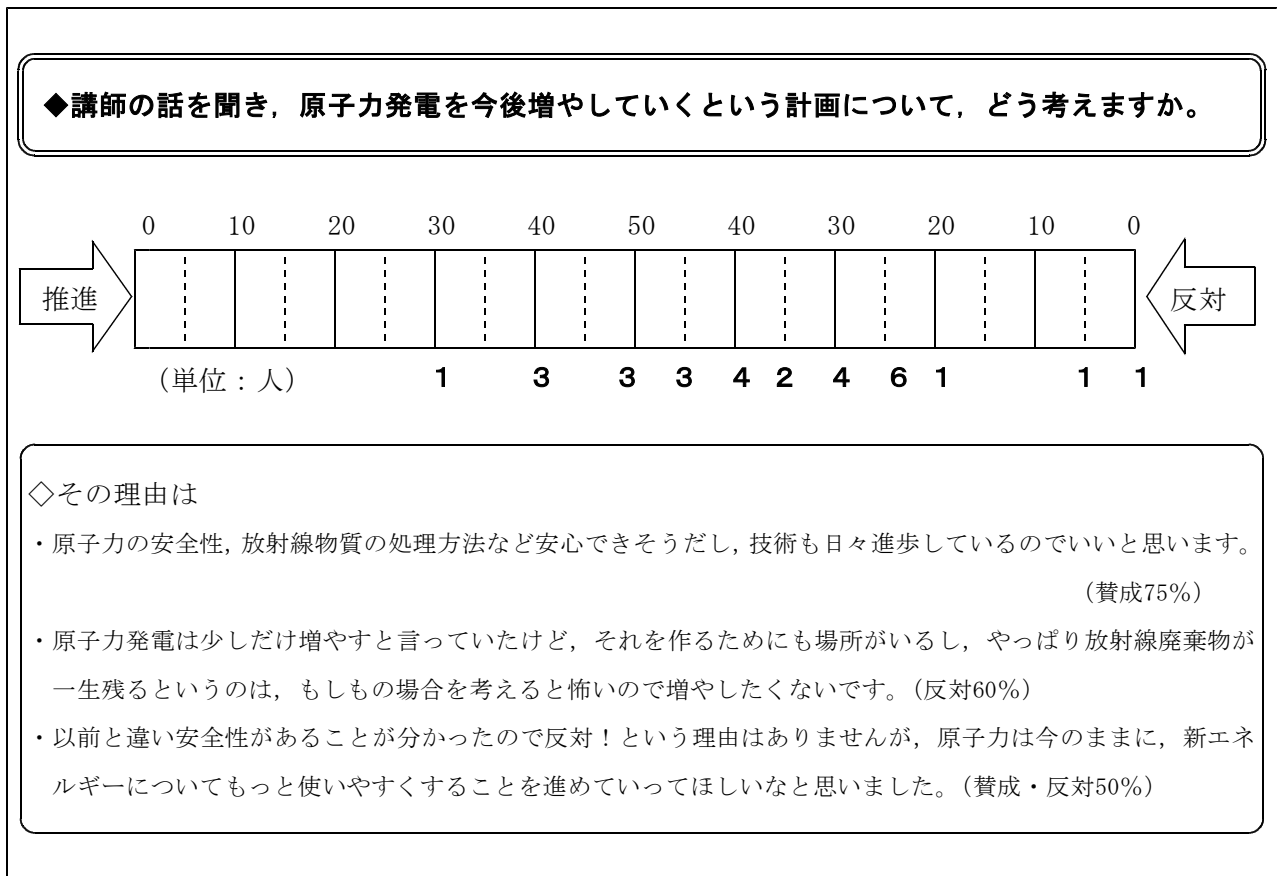 ◆講師の話を聞き，原子力発電を今後増やしていくという計画について，どう考えますか。
0 10 20 30 40 50 40 30 20 10 0
推進
反対
（単位：人） 1 3 3 3 4 2 4 6 1 1 1
◇その理由は
・原子力の安全性，放射線物質の処理方法など安心できそうだし，技術も日々進歩しているのでいいと思います。
（賛成75％）
・原子力発電は少しだけ増やすと言っていたけど，それを作るためにも場所がいるし，やっぱり放射線廃棄物が
一生残るというのは，もしもの場合を考えると怖いので増やしたくないです。（反対60％）
・以前と違い安全性があることが分かったので反対！という理由はありませんが，原子力は今のままに，新エネ
ルギーについてもっと使いやすくすることを進めていってほしいなと思いました。（賛成・反対50％）